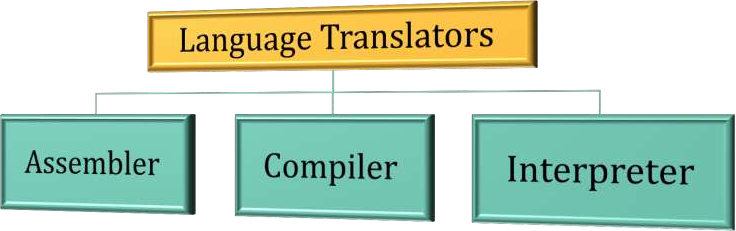 Language Translators
Assembler
Compiler
Interpreter